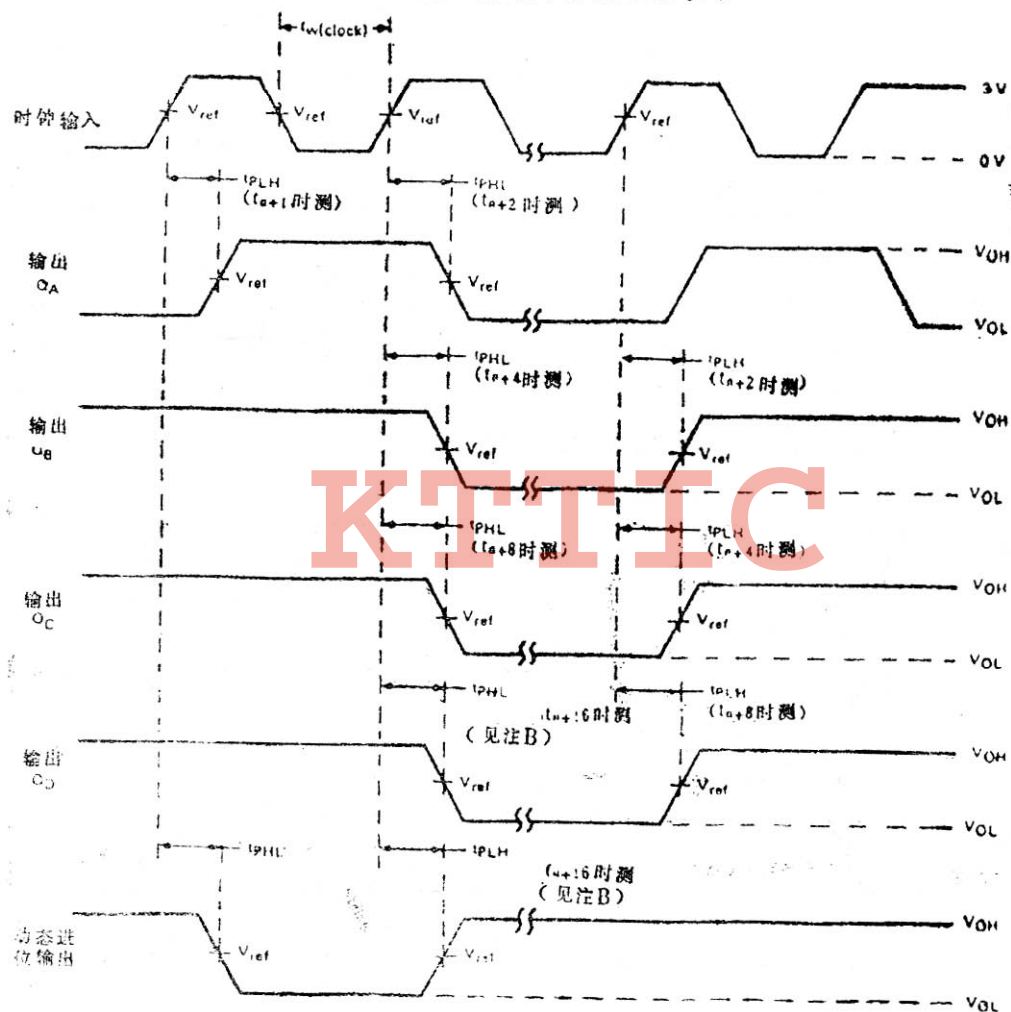 tw(clock)
时钟输入
Vref
Vref
Vref
Vref
3V
0V
tPLH
(tn+1时测)
tPHL
(tn+2时测)
输出
QA
Vref
Vref
VOH
VOL
tPHL
(tn+4时测)
tPLH
(tn+2时测)
输出
QB
Vref
Vref
VOH
VOL
KTTIC
tPHL
(tn+8时测)
tPLH
(tn+4时测)
输出
QC
Vref
Vref
VOH
VOL
tPHL
tn+16时测
(见注B)
tPLH
(tn+8时测)
输出
QD
Vref
Vref
VOH
VOL
tPHL
tPLH
tn+16时测
(见注B)
动态进
位输出
Vref
Vref
VOH
VOL